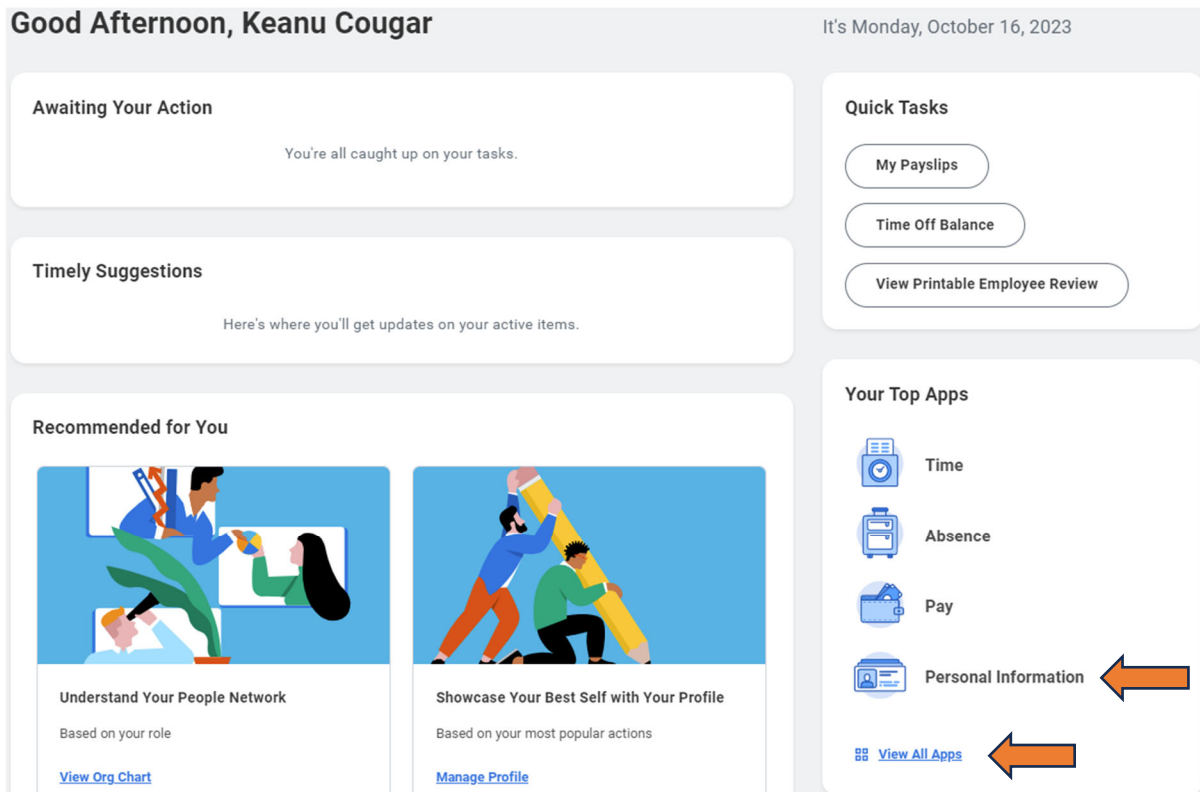 Good Afternoon, Keanu Cougar
It's Monday, October 16, 2023
Awaiting Your Action
You're all caught up on your tasks.
Timely Suggestions
Here's where you'll get updates on your active items.
Recommended for You
Understand Your People Network
Based on your role
View Org Chart
Showcase Your Best Self with Your Profile
Based on your most popular actions
Manage Profile
Quick Tasks
My Payslips
Time Off Balance
View Printable Employee Review
Your Top Apps
Time
Absence
Pay
Personal Information
View All Apps